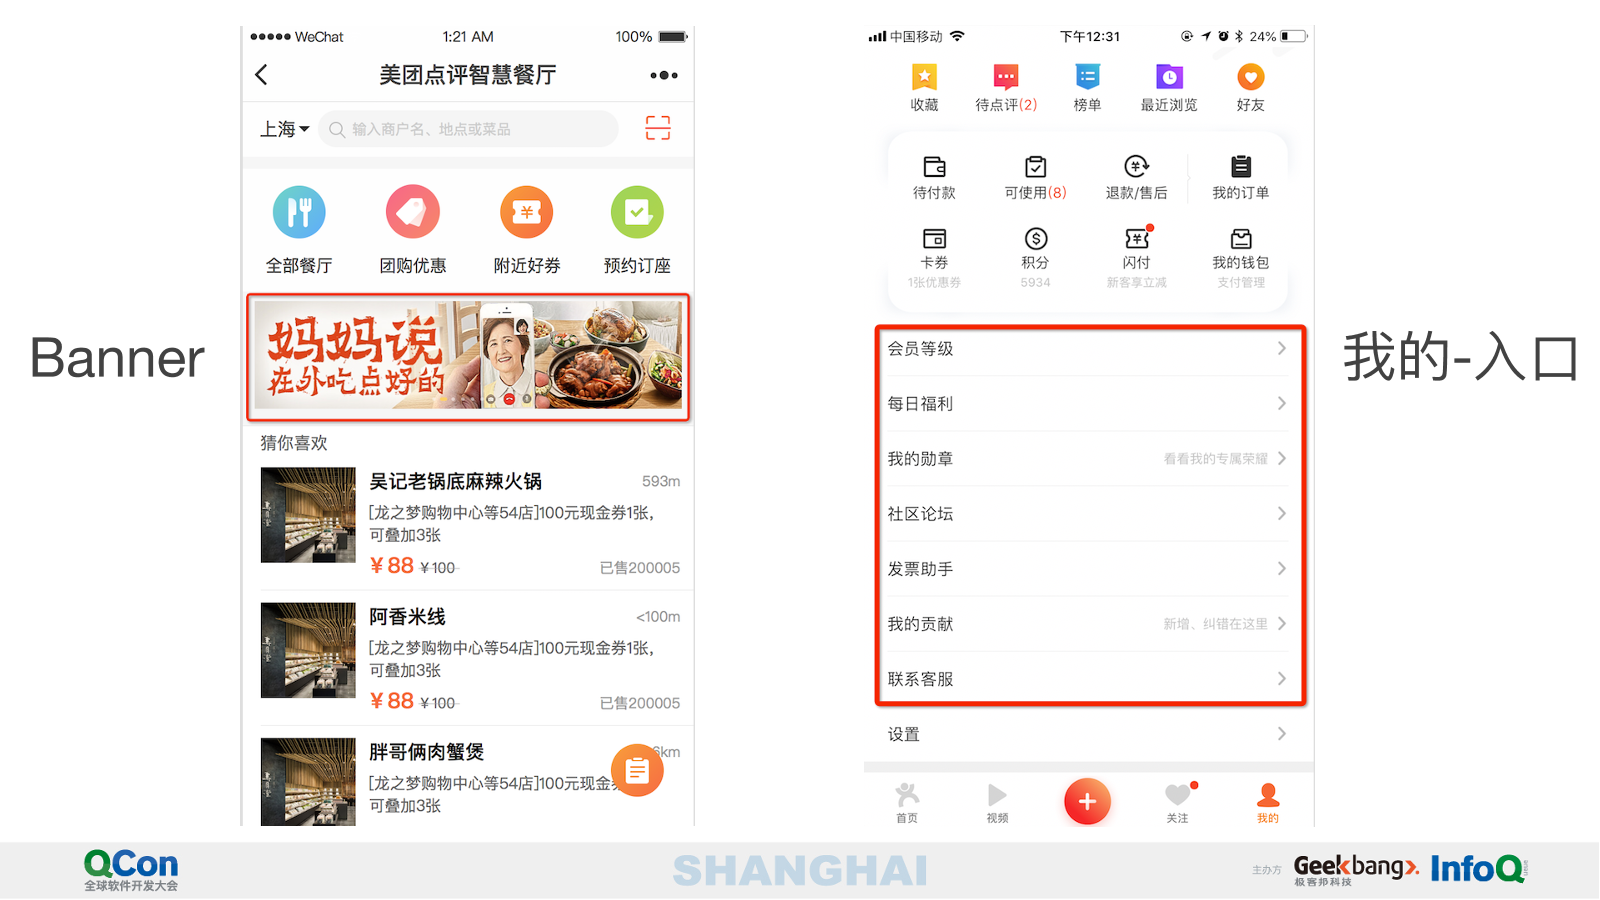 Banner
WeChat 1:21 AM 100%
美团点评智慧餐厅
上海 输入商户名、地点或菜品
全部餐厅 团购优惠 附近好券 预约订座
妈妈说
在外吃点好的
猜你喜欢
吴记老锅底麻辣火锅 593m
[龙之梦购物中心等54店]100元现金券1张，
可叠加3张
¥88 ¥100 已售200005
阿香米线 <100m
[龙之梦购物中心等54店]100元现金券1张，
可叠加3张
¥88 ¥100 已售200005
胖哥俩肉蟹煲 6km
[龙之梦购物中心等54店]100元现
可叠加3张
中国移动 下午12:31 24%
收藏 待点评(2) 榜单 最近浏览 好友
待付款 可使用(8) 退款/售后 我的订单
卡券 积分 闪付 我的钱包
1张优惠券 5934 新客享立减 支付管理
会员等级
每日福利
我的勋章 看看我的专属荣耀
社区论坛
发票助手
我的贡献 新增、纠错在这里
联系客服
设置
首页 视频 关注 我的
我的-入口
QCon
全球软件开发大会
SHANGHAI
主办方 Geekbang>.
极客邦科技
InfoQ